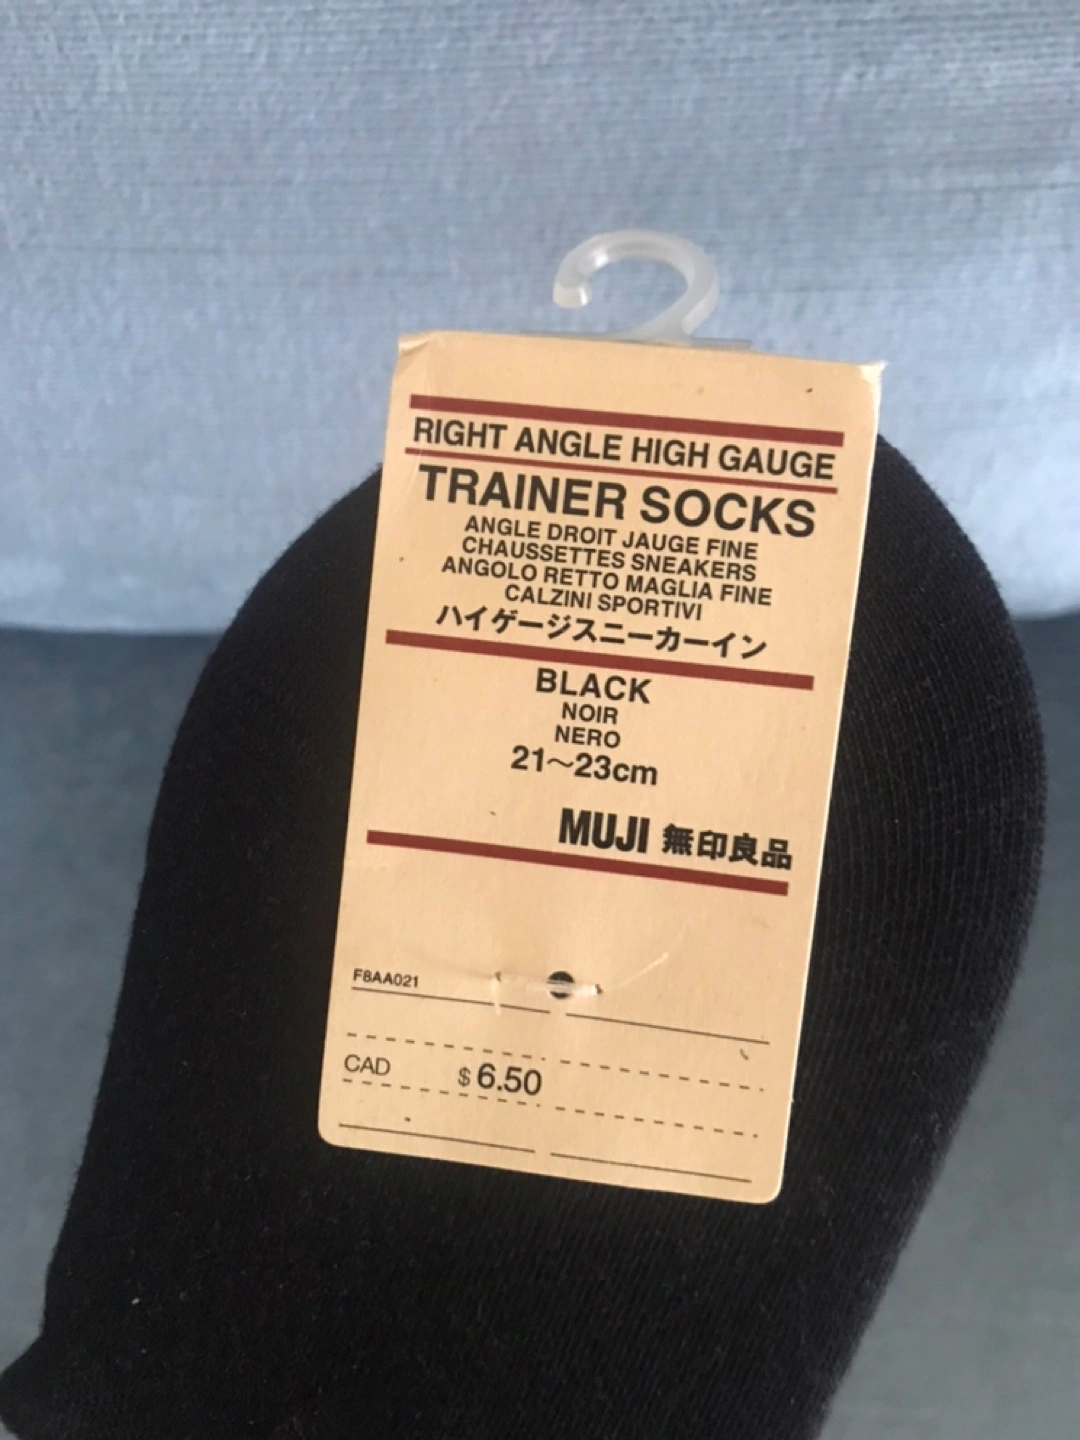 RIGHT ANGLE HIGH GAUGE
TRAINER SOCKS
ANGLE DROIT JAUGE FINE
CHAUSSETTES SNEAKERS
ANGOLO RETTO MAGLIA FINE
CALZINI SPORTIVI
ハイゲージスニーカーイン
BLACK
NOIR
NERO
21～23cm
MUJI 無印良品
F8AA021
CAD $6.50